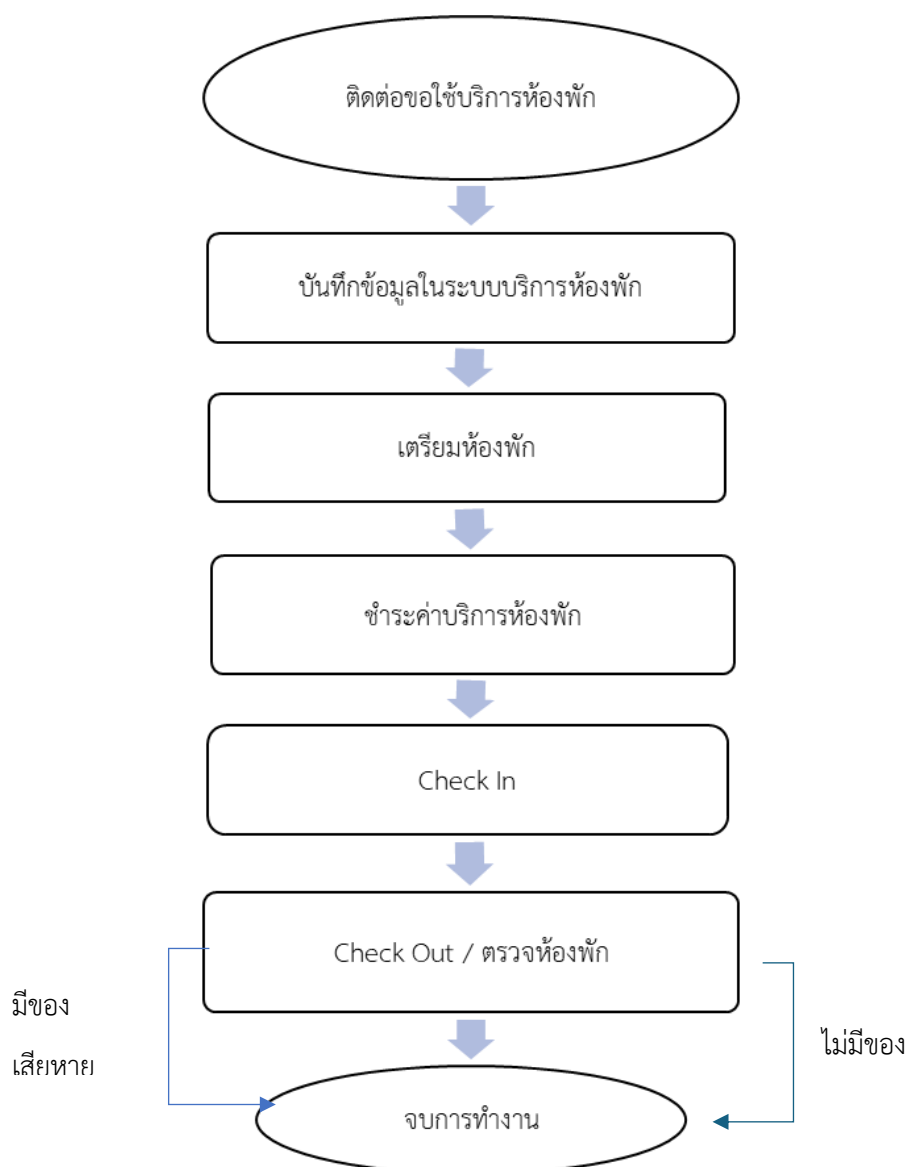 ติดต่อขอใช้บริการห้องพัก
บันทึกข้อมูลในระบบบริการห้องพัก
เตรียมห้องพัก
ชำระค่าบริการห้องพัก
Check In
Check Out / ตรวจห้องพัก
มีของ
เสียหาย
ไม่มีของ
จบการทำงาน